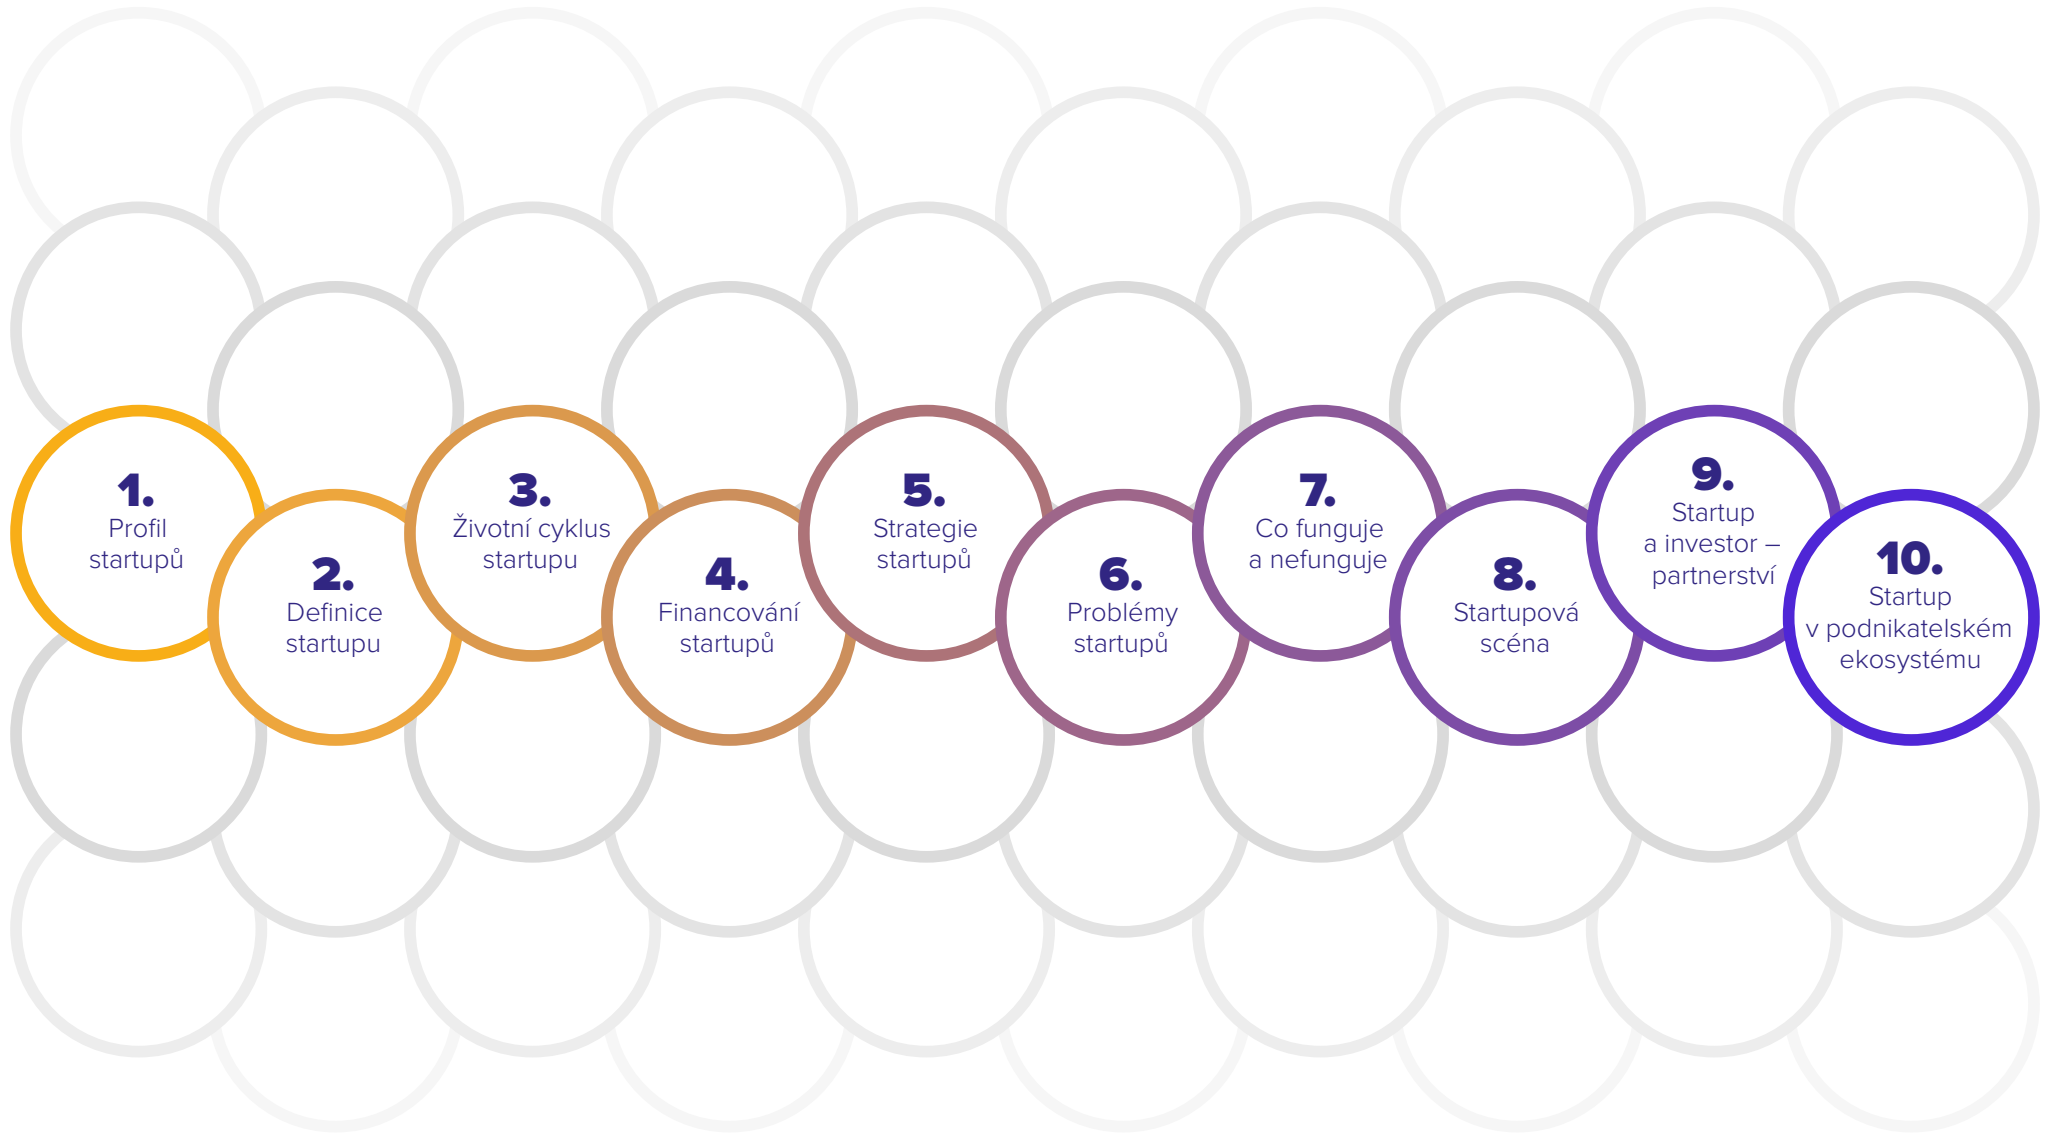 1.
Profil
startupů
2.
Definice
startupu
3.
Životní cyklus
startupu
4.
Financování
startupů
5.
Strategie
startupů
6.
Problémy
startupů
7.
Co funguje
a nefunguje
8.
Startupová
scéna
9.
Startup
a investor –
partnerství
10.
Startup
v podnikatelském
ekosystému